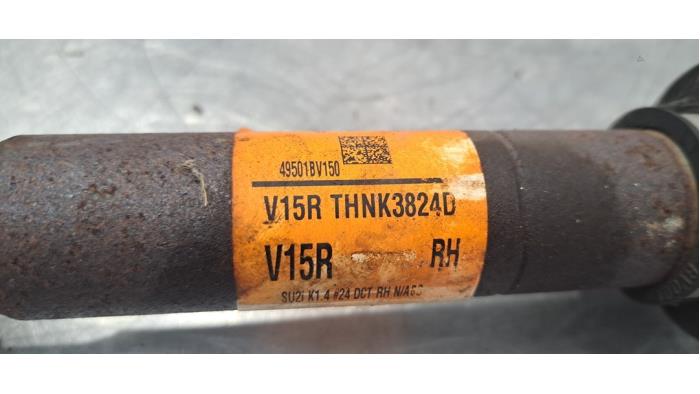 49501BV150
V15R THNK3824D
V15R RH
SU2i K1.4 #24 DCT RH